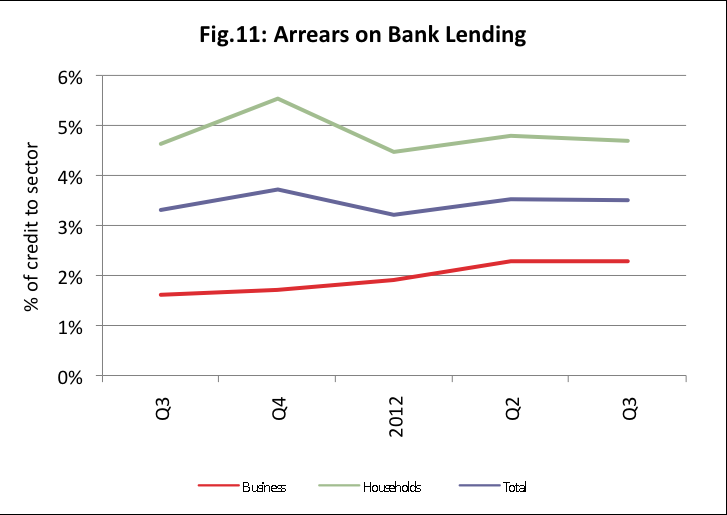 Fig.11: Arrears on Bank Lending
% of credit to sector
6%
5%
4%
3%
2%
1%
0%
Q3
Q4
2012
Q2
Q3
Business
Households
Total